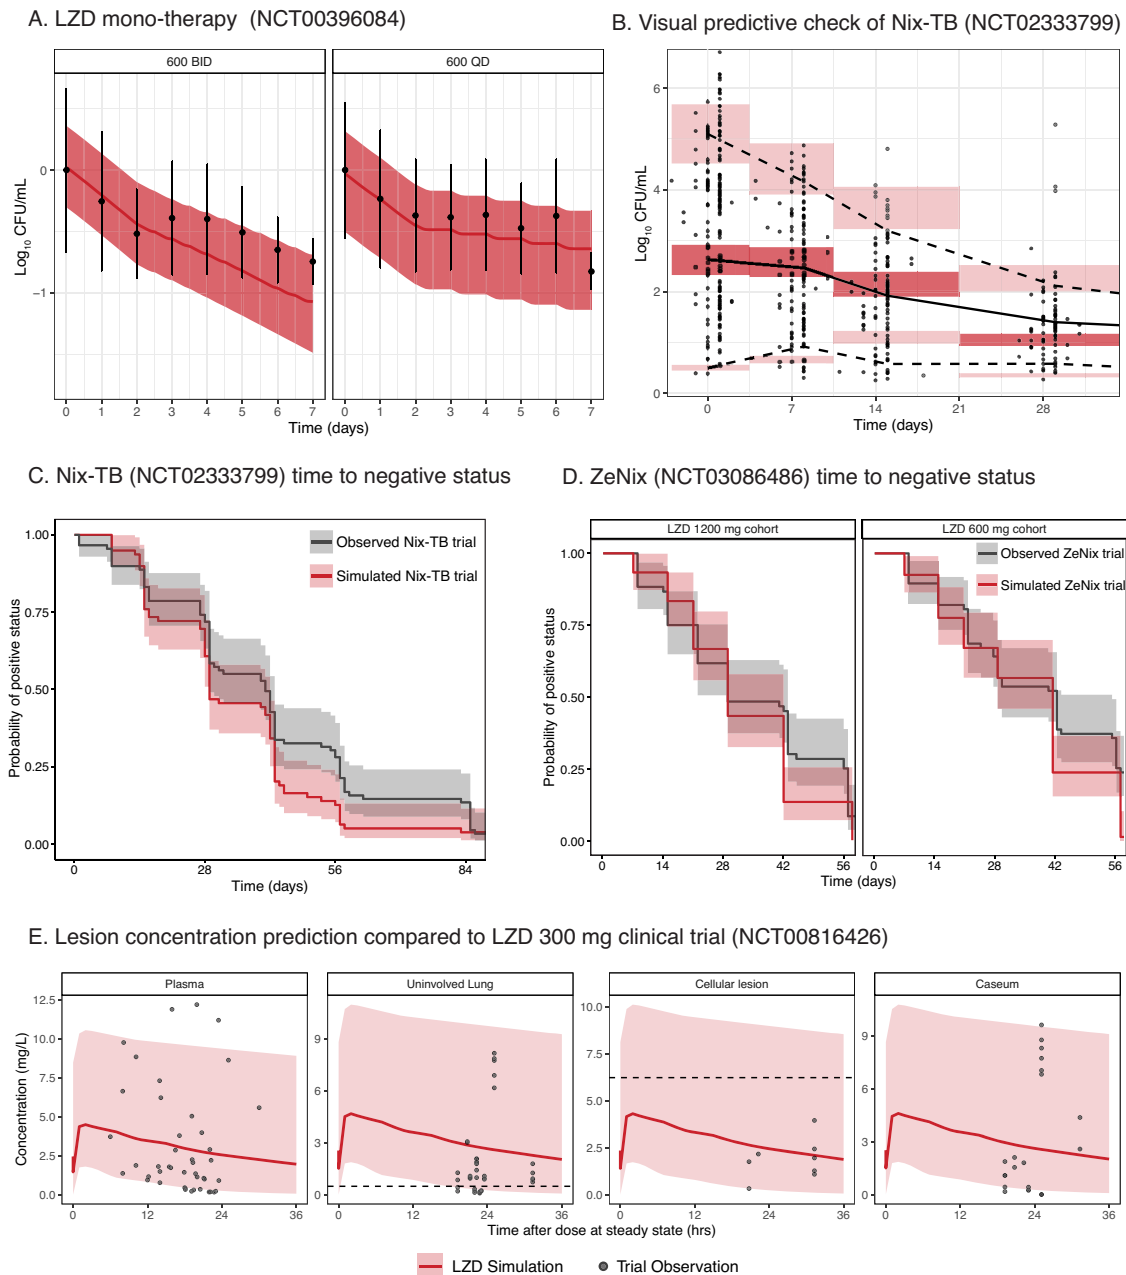 A. LZD mono-therapy (NCT00396084)
600 BID
600 QD
Log10 CFU/mL
0
−1
0 1 2 3 4 5 6 7
0 1 2 3 4 5 6 7
Time (days)
B. Visual predictive check of Nix-TB (NCT02333799)
Log10 CFU/mL
6
4
2
0
0 7 14 21 28
Time (days)
C. Nix-TB (NCT02333799) time to negative status
Observed Nix-TB trial
Simulated Nix-TB trial
Probability of positive status
1.00
0.75
0.50
0.25
0.00
0 28 56 84
Time (days)
D. ZeNix (NCT03086486) time to negative status
LZD 1200 mg cohort
LZD 600 mg cohort
Observed ZeNix trial
Simulated ZeNix trial
Probability of positive status
1.00
0.75
0.50
0.25
0.00
0 14 28 42 56
0 14 28 42 56
Time (days)
E. Lesion concentration prediction compared to LZD 300 mg clinical trial (NCT00816426)
Plasma
Uninvolved Lung
Cellular lesion
Caseum
Concentration (mg/L)
12.5
10.0
7.5
5.0
2.5
0.0
9
6
3
0
10.0
7.5
5.0
2.5
0.0
9
6
3
0
0 12 24 36
0 12 24 36
0 12 24 36
0 12 24 36
Time after dose at steady state (hrs)
LZD Simulation
Trial Observation